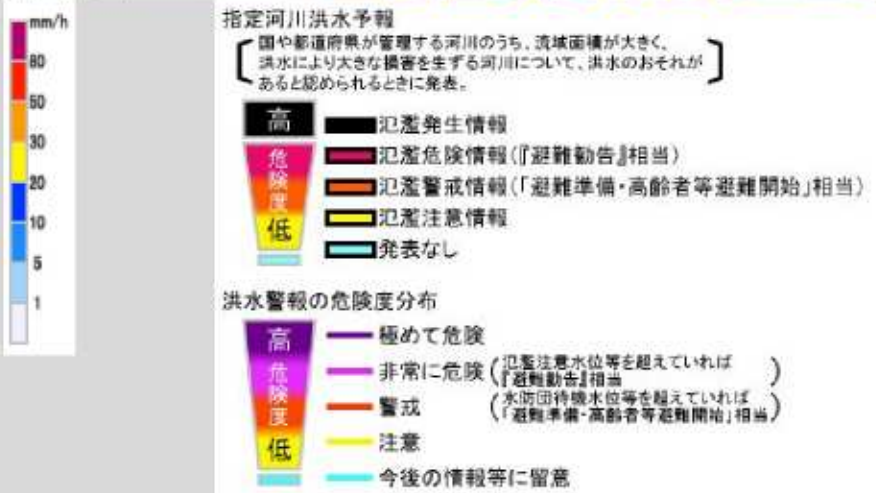 mm/h
80
50
30
20
10
5
1
指定河川洪水予報
国や都道府県が管理する河川のうち、流域面積が大きく、
洪水により大きな損害を生ずる河川について、洪水のおそれが
あると認められるときに発表。
高
危険度
低
氾濫発生情報
氾濫危険情報(『避難勧告』相当)
氾濫警戒情報(「避難準備・高齢者等避難開始」相当)
氾濫注意情報
発表なし
洪水警報の危険度分布
高
危険度
低
極めて危険
非常に危険(氾濫注意水位等を超えていれば
『避難勧告』相当)
警戒(水防団待機水位等を超えていれば
「避難準備・高齢者等避難開始」相当)
注意
今後の情報等に留意